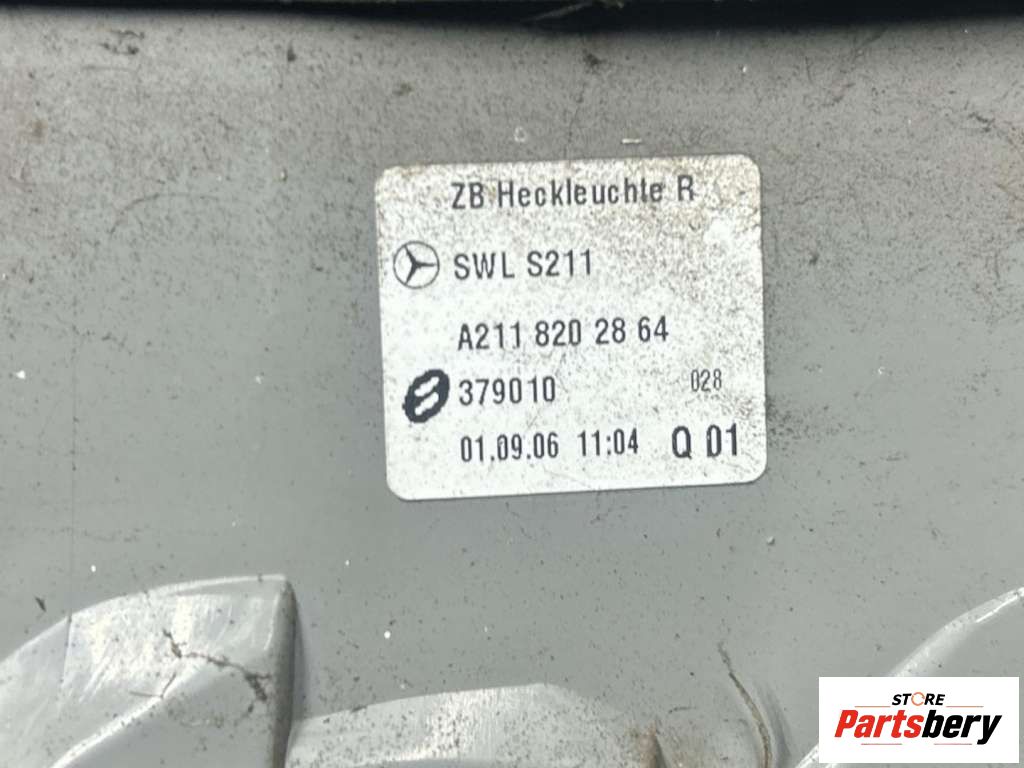 ZB Heckleuchte R
SWL S211
A211 820 28 64
379010 028
01.09.06 11:04 Q 01
STORE
Partsbery